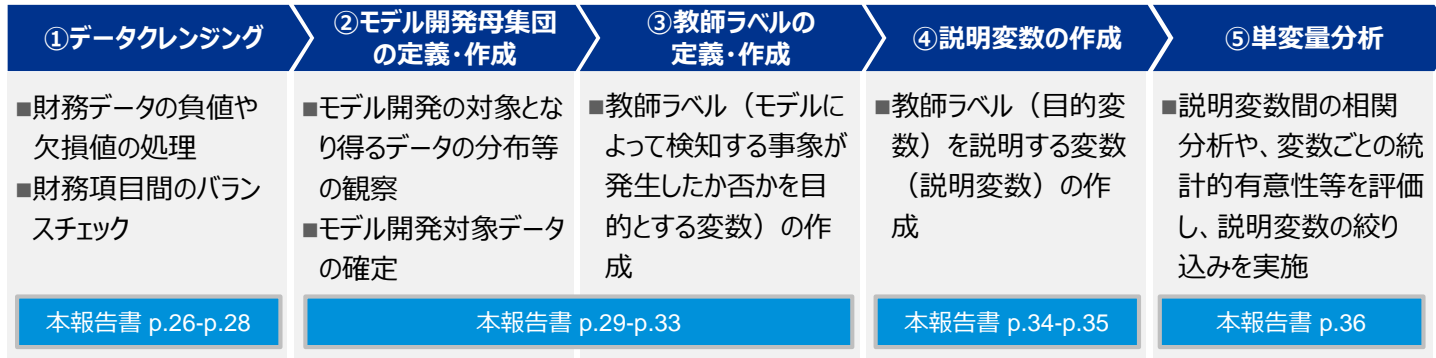 ①データクレンジング
②モデル開発母集団
の定義・作成
③教師ラベルの
定義・作成
④説明変数の作成
⑤単変量分析
■財務データの負値や
欠損値の処理
■財務項目間のバラン
スチェック
■モデル開発の対象とな
り得るデータの分布等
の観察
■モデル開発対象データ
の確定
■教師ラベル（モデルに
よって検知する事象が
発生したか否かを目
的とする変数）の作
成
■教師ラベル（目的変
数）を説明する変数
（説明変数）の作
成
■説明変数間の相関
分析や、変数ごとの統
計的有意性等を評価
し、説明変数の絞り
込みを実施
本報告書 p.26-p.28
本報告書 p.29-p.33
本報告書 p.34-p.35
本報告書 p.36